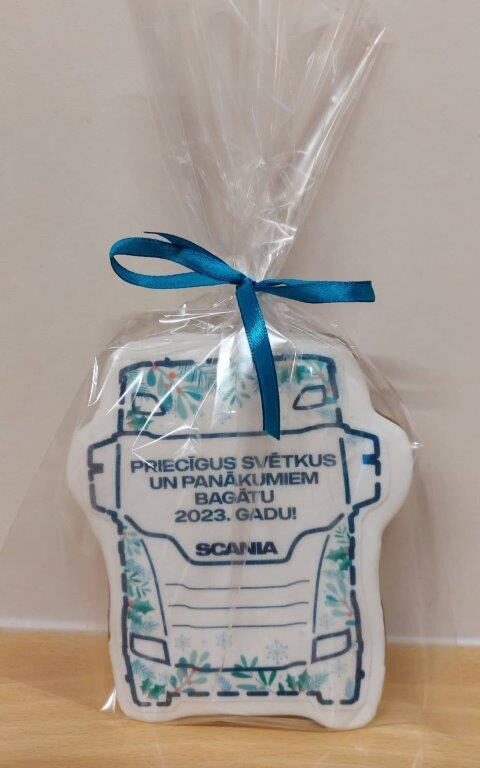 PRIECĪGUS SVĒTKUS
UN PANĀKUMIEM
BAGĀTU
2023. GADU!
SCANIA